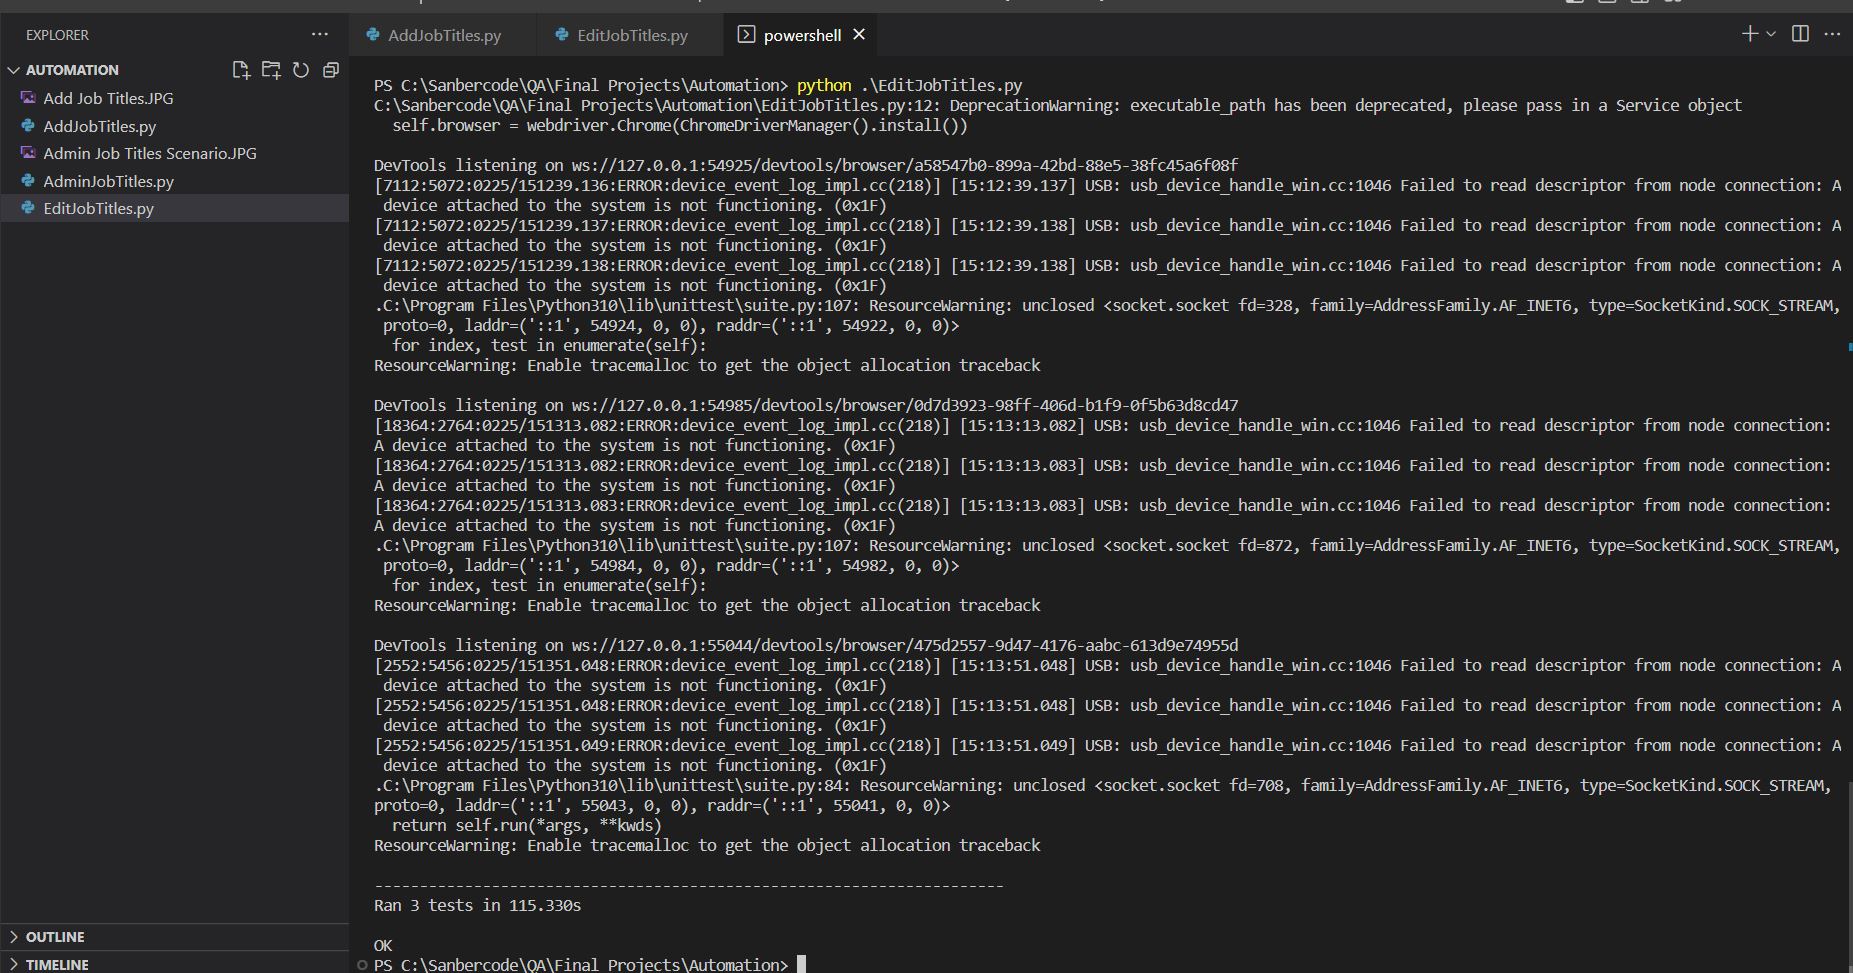 EXPLORER
AUTOMATION
Add Job Titles.JPG
AddJobTitles.py
Admin Job Titles Scenario.JPG
AdminJobTitles.py
EditJobTitles.py
OUTLINE
TIMELINE
AddJobTitles.py
EditJobTitles.py
powershell
PS C:\Sanbercode\QA\Final Projects\Automation> python .\EditJobTitles.py
C:\Sanbercode\QA\Final Projects\Automation\EditJobTitles.py:12: DeprecationWarning: executable_path has been deprecated, please pass in a Service object
  self.browser = webdriver.Chrome(ChromeDriverManager().install())
DevTools listening on ws://127.0.0.1:54925/devtools/browser/a58547b0-899a-42bd-88e5-38fc45a6f08f
[7112:5072:0225/151239.136:ERROR:device_event_log_impl.cc(218)] [15:12:39.137] USB: usb_device_handle_win.cc:1046 Failed to read descriptor from node connection: A
 device attached to the system is not functioning. (0x1F)
[7112:5072:0225/151239.137:ERROR:device_event_log_impl.cc(218)] [15:12:39.138] USB: usb_device_handle_win.cc:1046 Failed to read descriptor from node connection: A
 device attached to the system is not functioning. (0x1F)
[7112:5072:0225/151239.138:ERROR:device_event_log_impl.cc(218)] [15:12:39.138] USB: usb_device_handle_win.cc:1046 Failed to read descriptor from node connection: A
 device attached to the system is not functioning. (0x1F)
.C:\Program Files\Python310\lib\unittest\suite.py:107: ResourceWarning: unclosed <socket.socket fd=328, family=AddressFamily.AF_INET6, type=SocketKind.SOCK_STREAM,
 proto=0, laddr=('::1', 54924, 0, 0), raddr=('::1', 54922, 0, 0)>
  for index, test in enumerate(self):
ResourceWarning: Enable tracemalloc to get the object allocation traceback
DevTools listening on ws://127.0.0.1:54985/devtools/browser/0d7d3923-98ff-406d-b1f9-0f5b63d8cd47
[18364:2764:0225/151313.082:ERROR:device_event_log_impl.cc(218)] [15:13:13.082] USB: usb_device_handle_win.cc:1046 Failed to read descriptor from node connection:
A device attached to the system is not functioning. (0x1F)
[18364:2764:0225/151313.082:ERROR:device_event_log_impl.cc(218)] [15:13:13.083] USB: usb_device_handle_win.cc:1046 Failed to read descriptor from node connection:
A device attached to the system is not functioning. (0x1F)
[18364:2764:0225/151313.083:ERROR:device_event_log_impl.cc(218)] [15:13:13.083] USB: usb_device_handle_win.cc:1046 Failed to read descriptor from node connection:
A device attached to the system is not functioning. (0x1F)
.C:\Program Files\Python310\lib\unittest\suite.py:107: ResourceWarning: unclosed <socket.socket fd=872, family=AddressFamily.AF_INET6, type=SocketKind.SOCK_STREAM,
 proto=0, laddr=('::1', 54984, 0, 0), raddr=('::1', 54982, 0, 0)>
  for index, test in enumerate(self):
ResourceWarning: Enable tracemalloc to get the object allocation traceback
DevTools listening on ws://127.0.0.1:55044/devtools/browser/475d2557-9d47-4176-aabc-613d9e74955d
[2552:5456:0225/151351.048:ERROR:device_event_log_impl.cc(218)] [15:13:51.048] USB: usb_device_handle_win.cc:1046 Failed to read descriptor from node connection: A
 device attached to the system is not functioning. (0x1F)
[2552:5456:0225/151351.048:ERROR:device_event_log_impl.cc(218)] [15:13:51.048] USB: usb_device_handle_win.cc:1046 Failed to read descriptor from node connection: A
 device attached to the system is not functioning. (0x1F)
[2552:5456:0225/151351.049:ERROR:device_event_log_impl.cc(218)] [15:13:51.049] USB: usb_device_handle_win.cc:1046 Failed to read descriptor from node connection: A
 device attached to the system is not functioning. (0x1F)
.C:\Program Files\Python310\lib\unittest\suite.py:84: ResourceWarning: unclosed <socket.socket fd=708, family=AddressFamily.AF_INET6, type=SocketKind.SOCK_STREAM,
proto=0, laddr=('::1', 55043, 0, 0), raddr=('::1', 55041, 0, 0)>
  return self.run(*args, **kwds)
ResourceWarning: Enable tracemalloc to get the object allocation traceback
----------------------------------------------------------------------
Ran 3 tests in 115.330s
OK
PS C:\Sanbercode\QA\Final Projects\Automation>